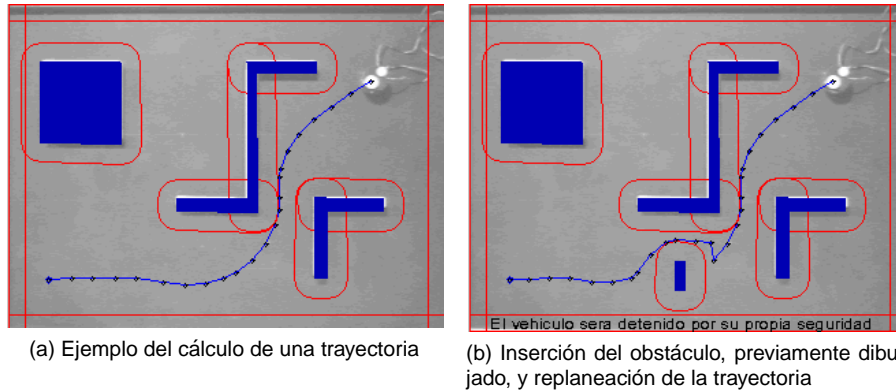 El vehiculo sera detenido por su propia seguridad
(a) Ejemplo del cálculo de una trayectoria
(b) Inserción del obstáculo, previamente dibu
jado, y replaneación de la trayectoria